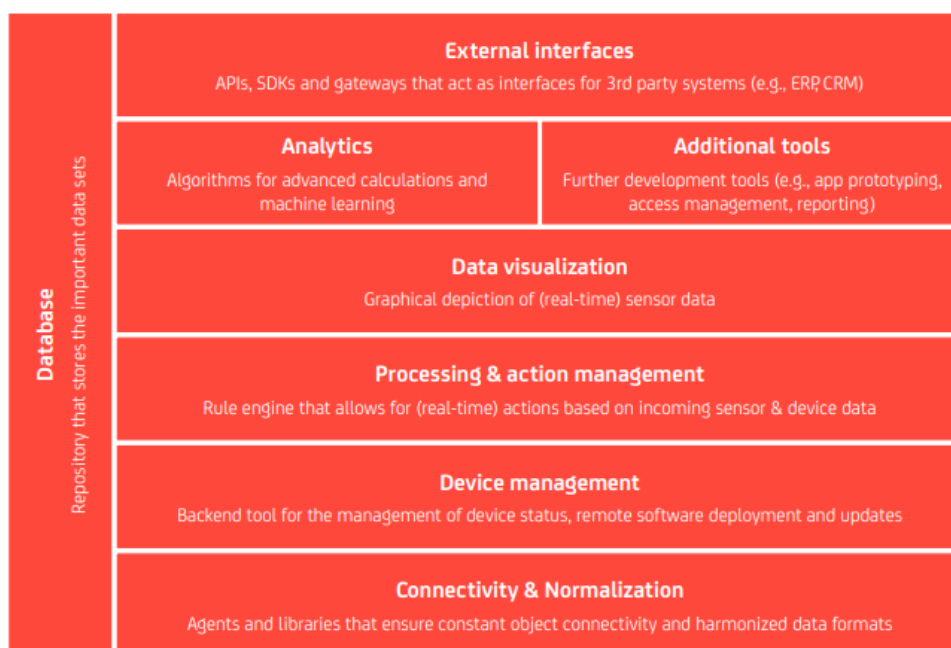 External interfaces
APIs, SDKs and gateways that act as interfaces for 3rd party systems (e.g., ERP, CRM)
Analytics
Algorithms for advanced calculations and
machine learning
Additional tools
Further development tools (e.g., app prototyping,
access management, reporting)
Data visualization
Graphical depiction of (real-time) sensor data
Processing & action management
Rule engine that allows for (real-time) actions based on incoming sensor & device data
Device management
Backend tool for the management of device status, remote software deployment and updates
Connectivity & Normalization
Agents and libraries that ensure constant object connectivity and harmonized data formats
Database
Repository that stores the important data sets